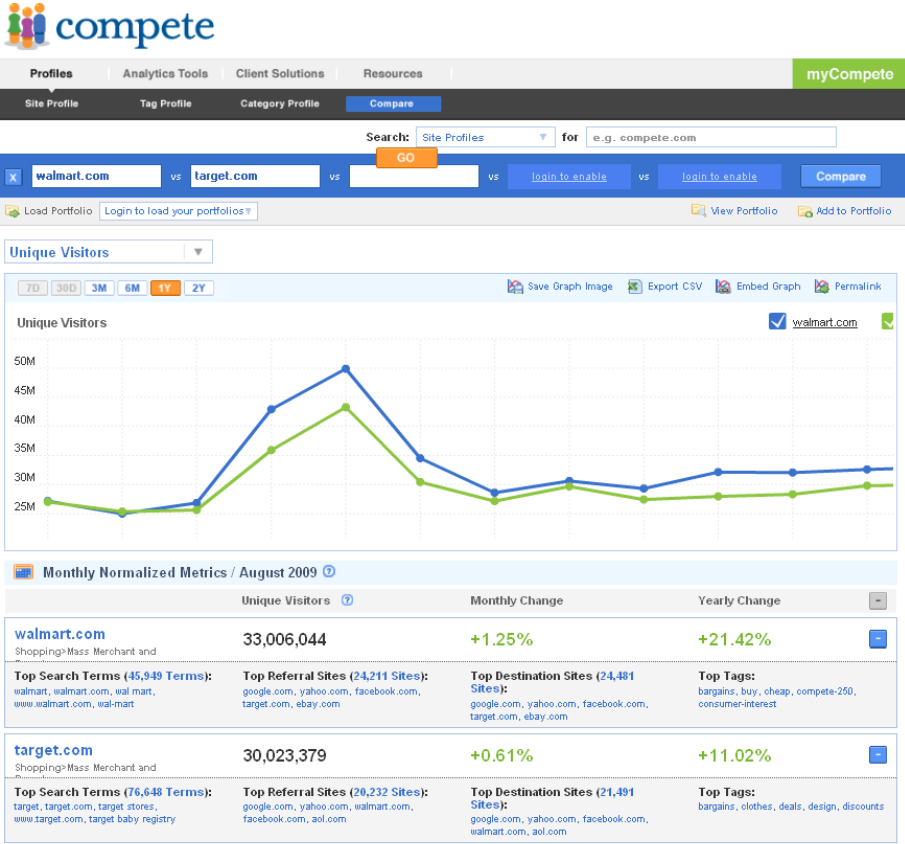 compete
Profiles Analytics Tools Client Solutions Resources myCompete
Site Profile Tag Profile Category Profile Compare
Search: Site Profiles for e.g. compete.com
GO
x walmart.com vs target.com vs vs login to enable vs login to enable Compare
Load Portfolio Login to load your portfolios View Portfolio Add to Portfolio
Unique Visitors
7D 30D 3M 6M 1Y 2Y Save Graph Image Export CSV Embed Graph Permalink
Unique Visitors walmart.com
50M
45M
40M
35M
30M
25M
Monthly Normalized Metrics / August 2009 ?
Unique Visitors ? Monthly Change Yearly Change -
walmart.com 33,006,044 +1.25% +21.42% -
Shopping>Mass Merchant and
Top Search Terms (45,949 Terms): Top Referral Sites (24,211 Sites): Top Destination Sites (24,481 Top Tags:
Sites):
walmart, walmart.com, wal mart, google.com, yahoo.com, facebook.com, bargains, buy, cheap, compete-250,
www.walmart.com, wal-mart target.com, ebay.com google.com, yahoo.com, facebook.com, consumer-interest
target.com, ebay.com
target.com 30,023,379 +0.61% +11.02% -
Shopping>Mass Merchant and
Top Search Terms (76,648 Terms): Top Referral Sites (20,232 Sites): Top Destination Sites (21,491 Top Tags:
Sites):
target, target.com, target stores, google.com, yahoo.com, walmart.com, bargains, clothes, deals, design, discounts
www.target.com, target baby registry facebook.com, aol.com google.com, yahoo.com, facebook.com,
walmart.com, aol.com